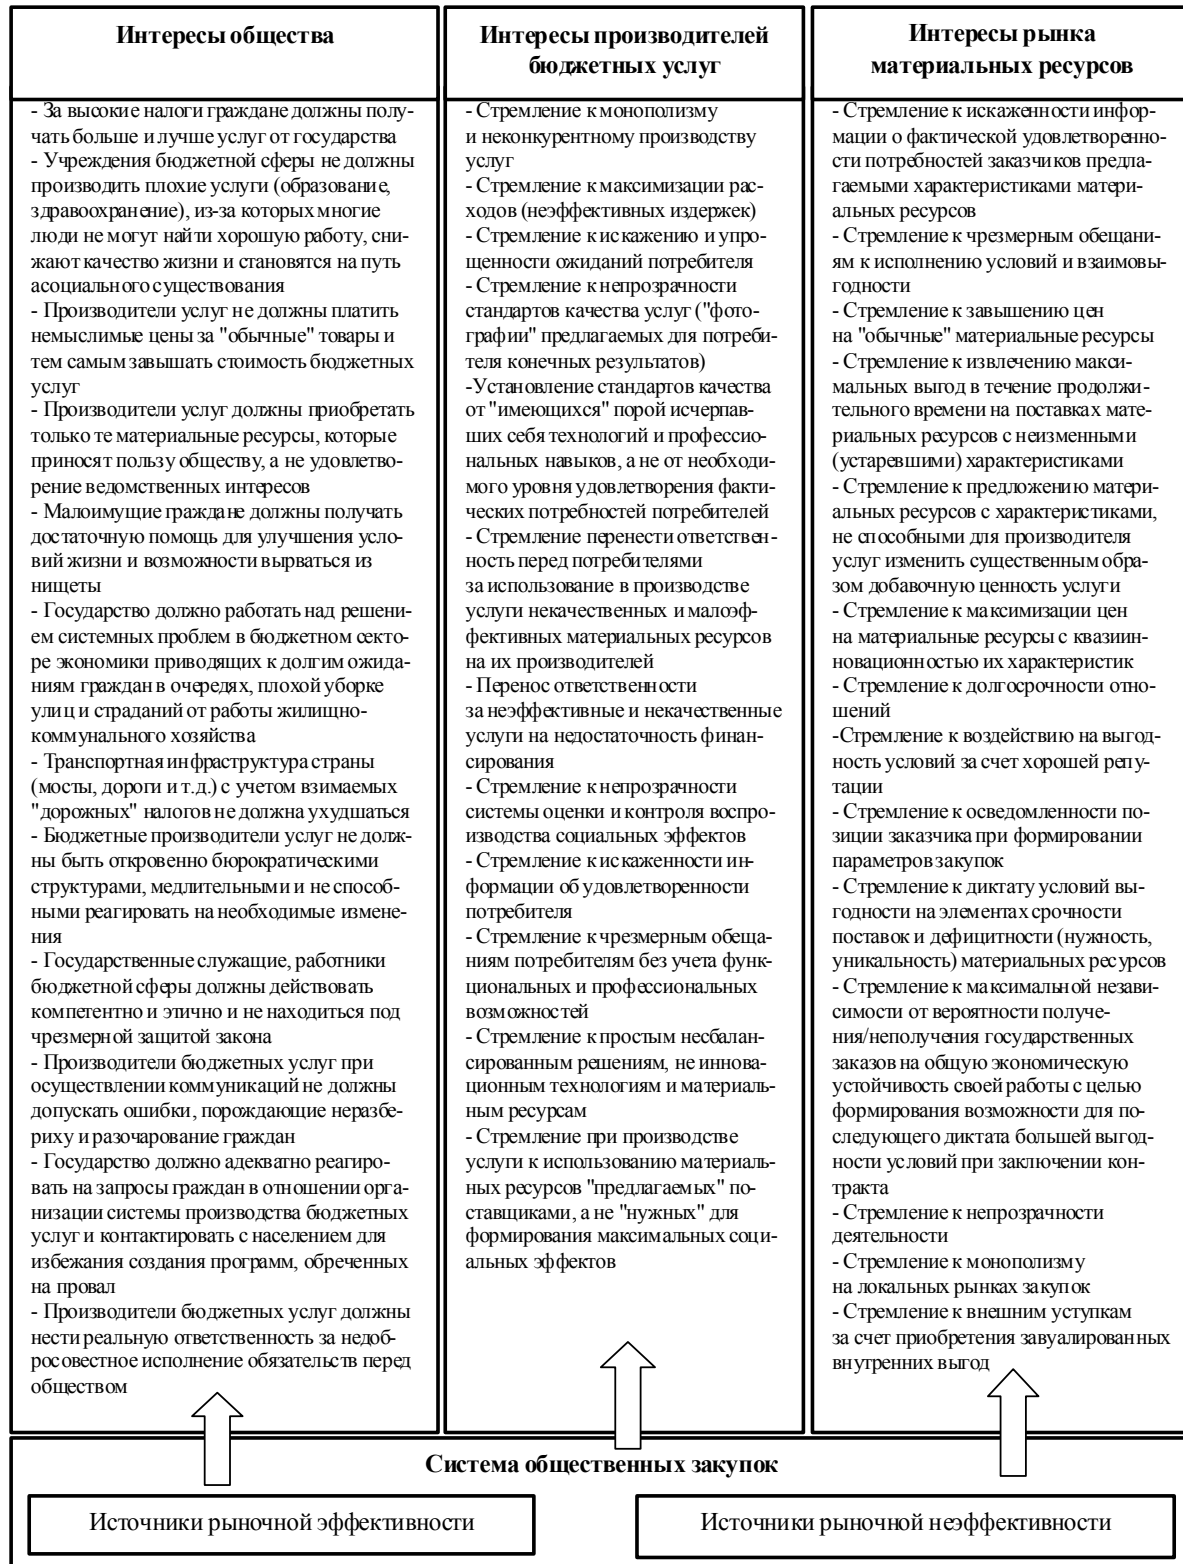 Интересы общества
- За высокие налоги граждане должны полу-
чать больше и лучше услуг от государства
- Учреждения бюджетной сферы не должны
производить плохие услуги (образование,
здравоохранение), из-за которых многие
люди не могут найти хорошую работу, сни-
жают качество жизни и становятся на путь
асоциального существования
- Производители услуг не должны платить
немыслимые цены за "обычные" товары и
тем самым завышать стоимость бюджетных
услуг
- Производители услуг должны приобретать
только те материальные ресурсы, которые
приносят пользу обществу, а не удовлетво-
рение ведомственных интересов
- Малоимущие граждане должны получать
достаточную помощь для улучшения усло-
вий жизни и возможности вырваться из
нищеты
- Государство должно работать над решени-
ем системных проблем в бюджетном секто-
ре экономики приводящих к долгим ожида-
ниям граждан в очередях, плохой уборке
улиц и страданий от работы жилищно-
коммунального хозяйства
- Транспортная инфраструктура страны
(мосты, дороги и т.д.) с учетом взимаемых
"дорожных" налогов не должна ухудшаться
- Бюджетные производители услуг не долж-
ны быть откровенно бюрократическими
структурами, медлительными и не способ-
ными реагировать на необходимые измене-
ния
- Государственные служащие, работники
бюджетной сферы должны действовать
компетентно и этично и не находиться под
чрезмерной защитой закона
- Производители бюджетных услуг при
осуществлении коммуникаций не должны
допускать ошибки, порождающие неразбе-
риху и разочарование граждан
- Государство должно адекватно реагиро-
вать на запросы граждан в отношении орга-
низации системы производства бюджетных
услуг и контактировать с населением для
избежания создания программ, обреченных
на провал
- Производители бюджетных услуг должны
нести реальную ответственность за недоб-
росовестное исполнение обязательств перед
обществом
Интересы производителей
бюджетных услуг
- Стремление к монополизму
и неконкурентному производству
услуг
- Стремление к максимизации рас-
ходов (неэффективных издержек)
- Стремление к искажению и упро-
щенности ожиданий потребителя
- Стремление к непрозрачности
стандартов качества услуг ("фото-
графии" предлагаемых для потреби-
теля конечных результатов)
-Установление стандартов качества
от "имеющихся" порой исчерпав-
ших себя технологий и профессио-
нальных навыков, а не от необходи-
мого уровня удовлетворения факти-
ческих потребностей потребителей
- Стремление перенести ответствен-
ность перед потребителями
за использование в производстве
услуги некачественных и малоэф-
фективных материальных ресурсов
на их производителей
- Перенос ответственности
за неэффективные и некачественные
услуги на недостаточность финан-
сирования
- Стремление к непрозрачности
системы оценки и контроля воспро-
изводства социальных эффектов
- Стремление к искаженности ин-
формации об удовлетворенности
потребителя
- Стремление к чрезмерным обеща-
ниям потребителям без учета функ-
циональных и профессиональных
возможностей
- Стремление к простым несбалан-
сированным решениям, не иннова-
ционным технологиям и материаль-
ным ресурсам
- Стремление при производстве
услуги к использованию материаль-
ных ресурсов "предлагаемых" по-
ставщиками, а не "нужных" для
формирования максимальных соци-
альных эффектов
Интересы рынка
материальных ресурсов
- Стремление к искаженности инфор-
мации о фактической удовлетворенно-
сти потребностей заказчиков предла-
гаемыми характеристиками матери-
альных ресурсов
- Стремление к чрезмерным обещани-
ям к исполнению условий и взаимовы-
годности
- Стремление к завышению цен
на "обычные" материальные ресурсы
- Стремление к извлечению макси-
мальных выгод в течение продолжи-
тельного времени на поставках мате-
риальных ресурсов с неизменными
(устаревшими) характеристиками
- Стремление к предложению матери-
альных ресурсов с характеристиками,
не способными для производителя
услуг изменить существенным обра-
зом добавочную ценность услуги
- Стремление к максимизации цен
на материальные ресурсы с квазиин-
новационностью их характеристик
- Стремление к долгосрочности отно-
шений
-Стремление к воздействию на выгод-
ность условий за счет хорошей репу-
тации
- Стремление к осведомленности по-
зиции заказчика при формировании
параметров закупок
- Стремление к диктату условий вы-
годности на элементах срочности
поставок и дефицитности (нужность,
уникальность) материальных ресурсов
- Стремление к максимальной незави-
симости от вероятности получе-
ния/неполучения государственных
заказов на общую экономическую
устойчивость своей работы с целью
формирования возможности для по-
следующего диктата большей выгод-
ности условий при заключении кон-
тракта
- Стремление к непрозрачности
деятельности
- Стремление к монополизму
на локальных рынках закупок
- Стремление к внешним уступкам
за счет приобретения завуалированных
внутренних выгод
Система общественных закупок
Источники рыночной эффективности
Источники рыночной неэффективности